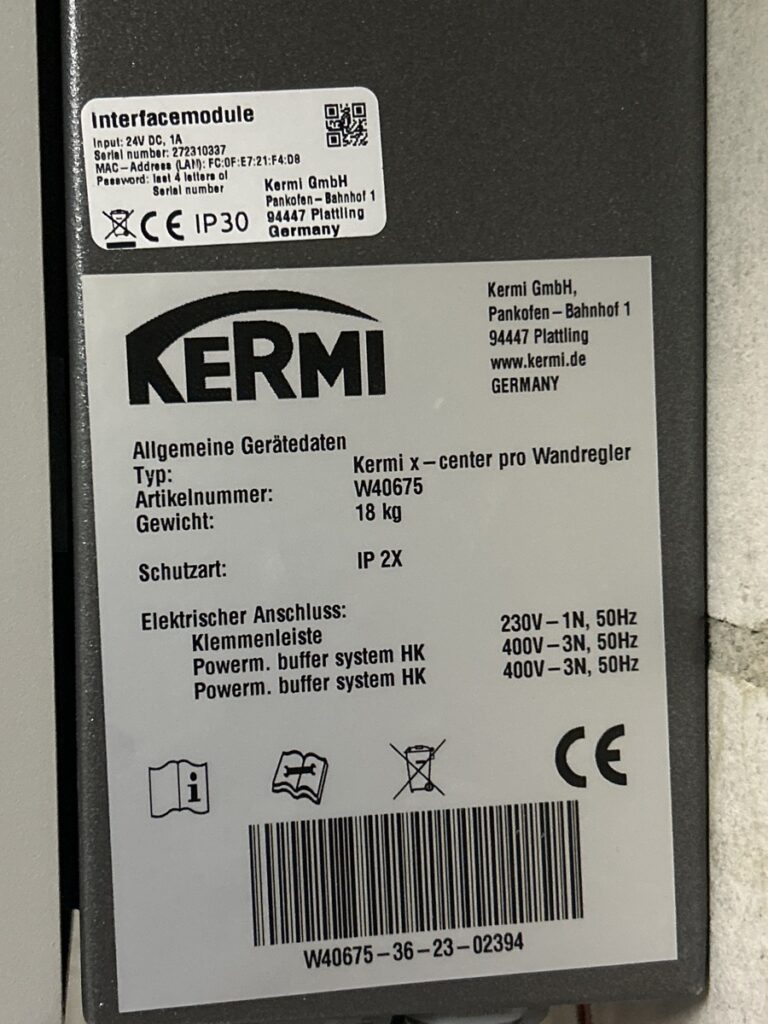 Interfacemodule
Input: 24V DC, 1A
Serial number: 272310337
MAC-Address (LAN): FC:0F:E7:21:F4:D8
Password: last 4 letters of
Serial number
Kermi GmbH
Pankofen-Bahnhof 1
94447 Plattling
Germany
CE IP30
KERMI
Kermi GmbH,
Pankofen-Bahnhof 1
94447 Plattling
www.kermi.de
GERMANY
Allgemeine Gerätedaten
Typ: Kermi x-center pro Wandregler
Artikelnummer: W40675
Gewicht: 18 kg
Schutzart: IP 2X
Elektrischer Anschluss:
Klemmenleiste 230V-1N, 50Hz
Powerm. buffer system HK 400V-3N, 50Hz
Powerm. buffer system HK 400V-3N, 50Hz
i
CE
W40675-36-23-02394